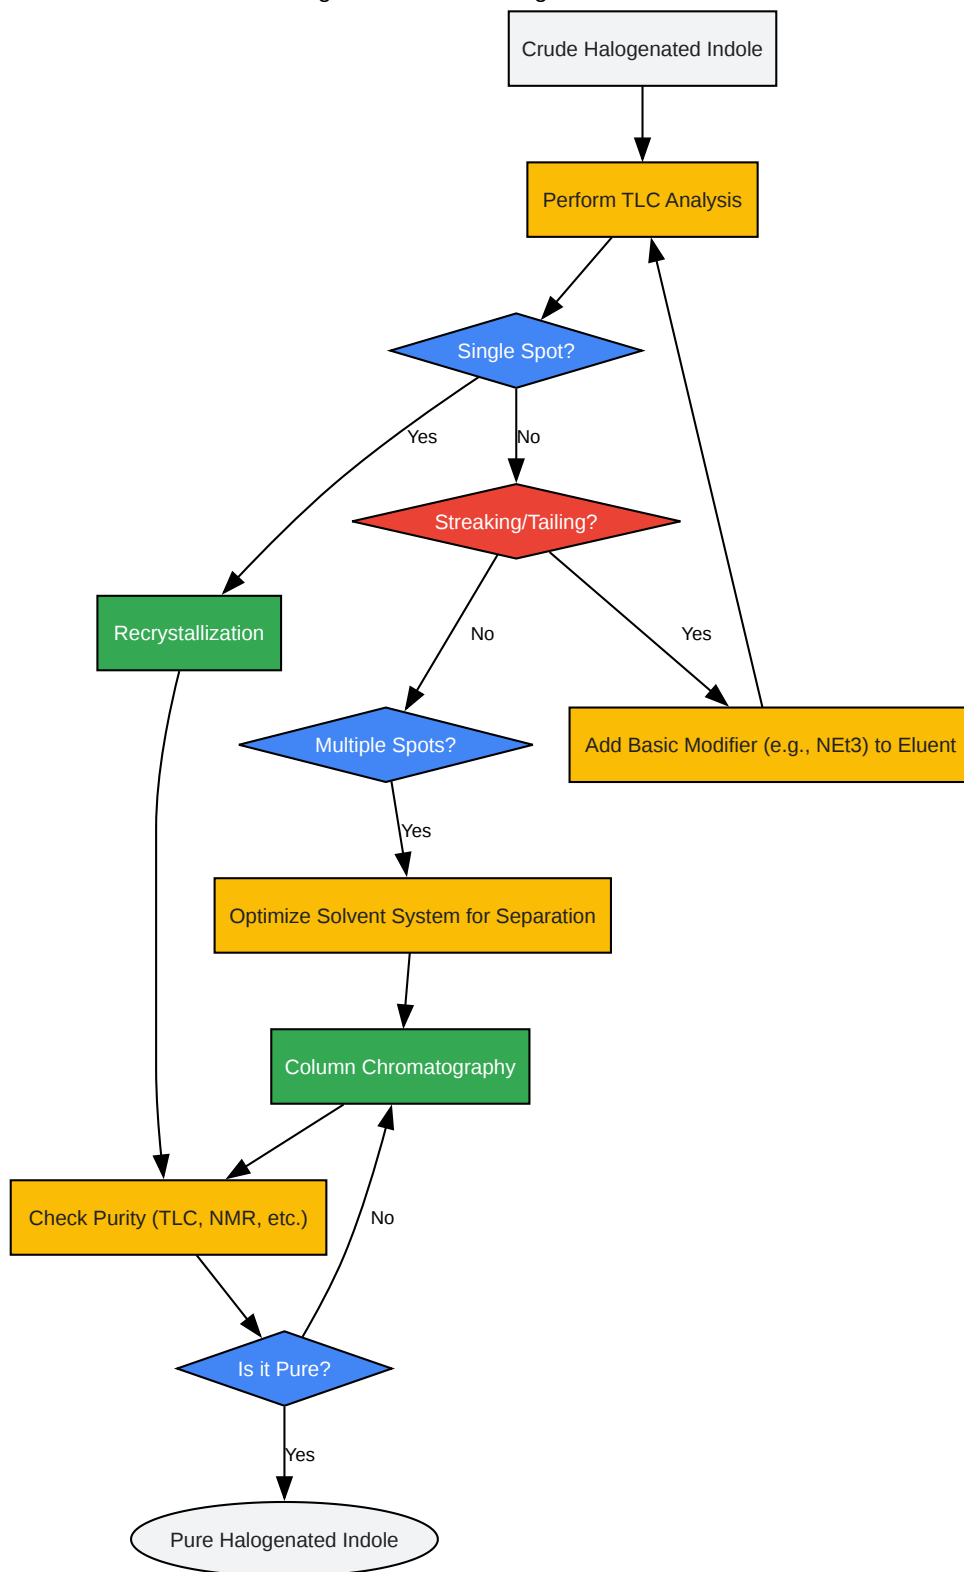 Crude Halogenated Indole
Perform TLC Analysis
Single Spot?
Yes
No
Streaking/Tailing?
Recrystallization
No
Yes
Multiple Spots?
Add Basic Modifier (e.g., NEt3) to Eluent
Yes
Optimize Solvent System for Separation
Column Chromatography
Check Purity (TLC, NMR, etc.)
No
Is it Pure?
Yes
Pure Halogenated Indole